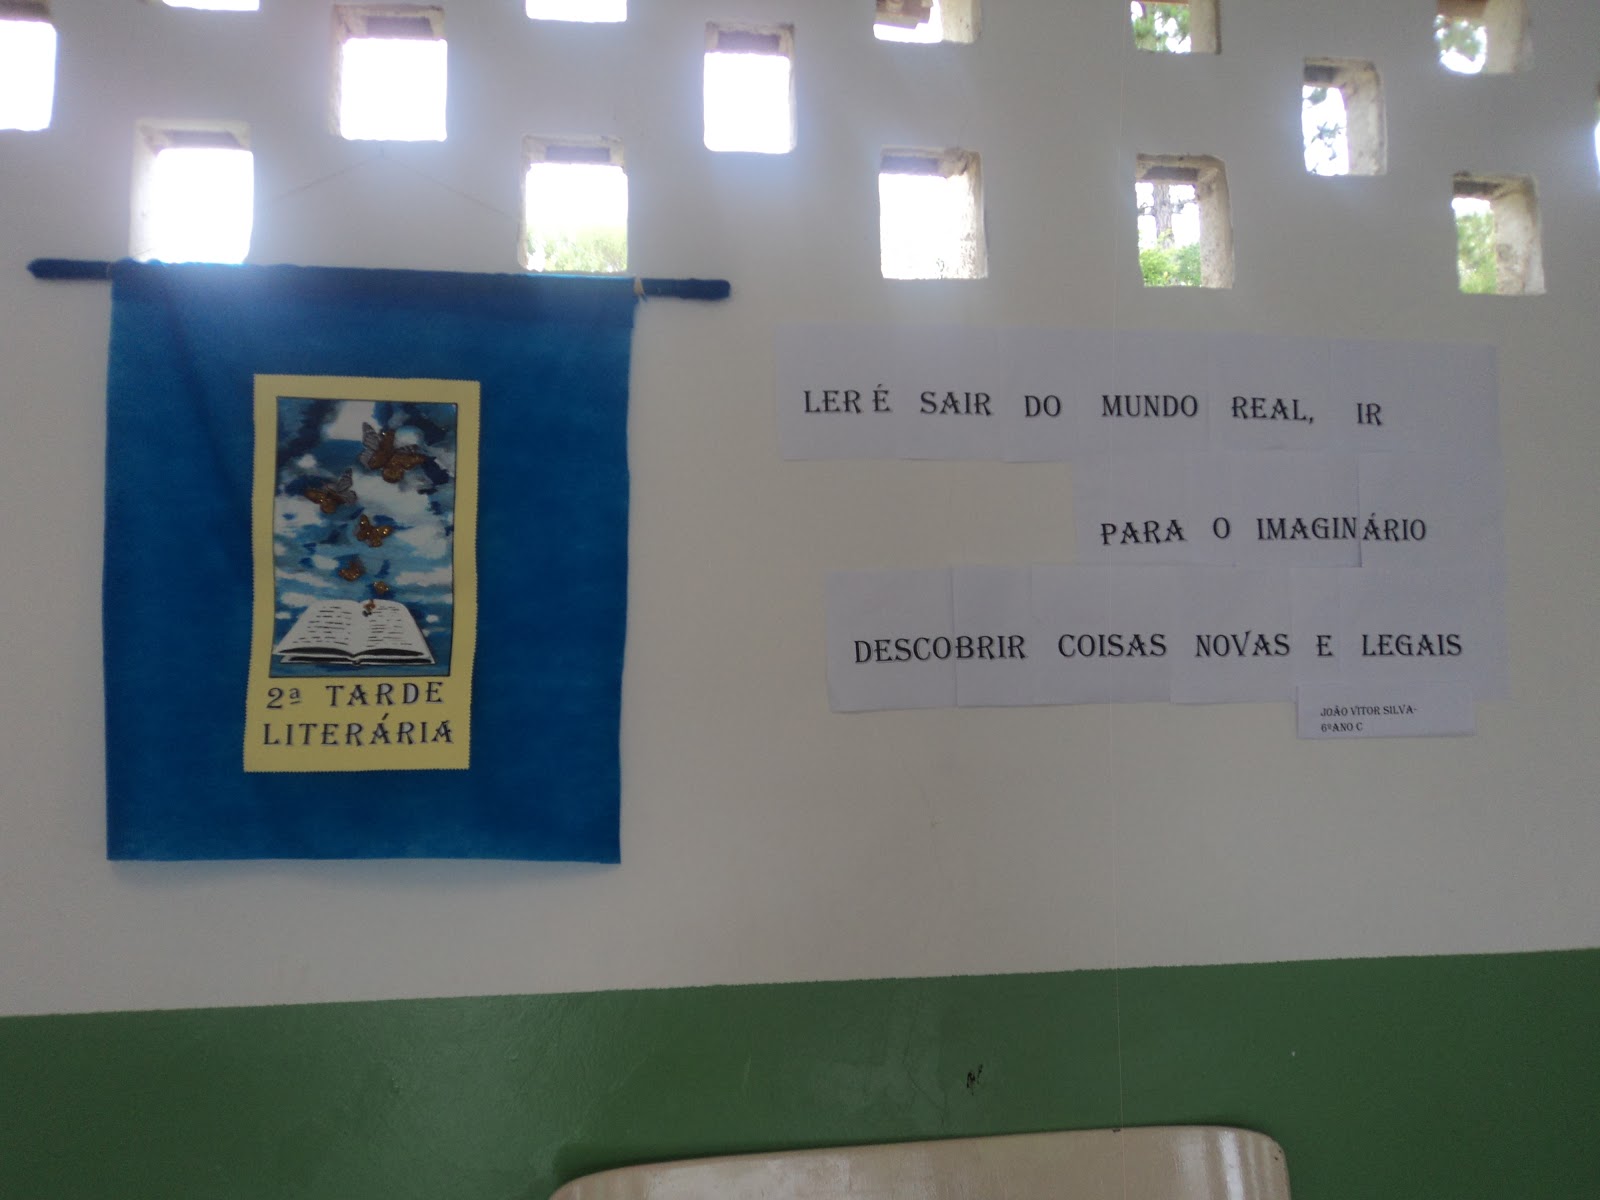 2ª TARDE
LITERÁRIA
LER É SAIR DO MUNDO REAL, IR
PARA O IMAGINÁRIO
DESCOBRIR COISAS NOVAS E LEGAIS
JOÃO VITOR SILVA-
6ºANO C